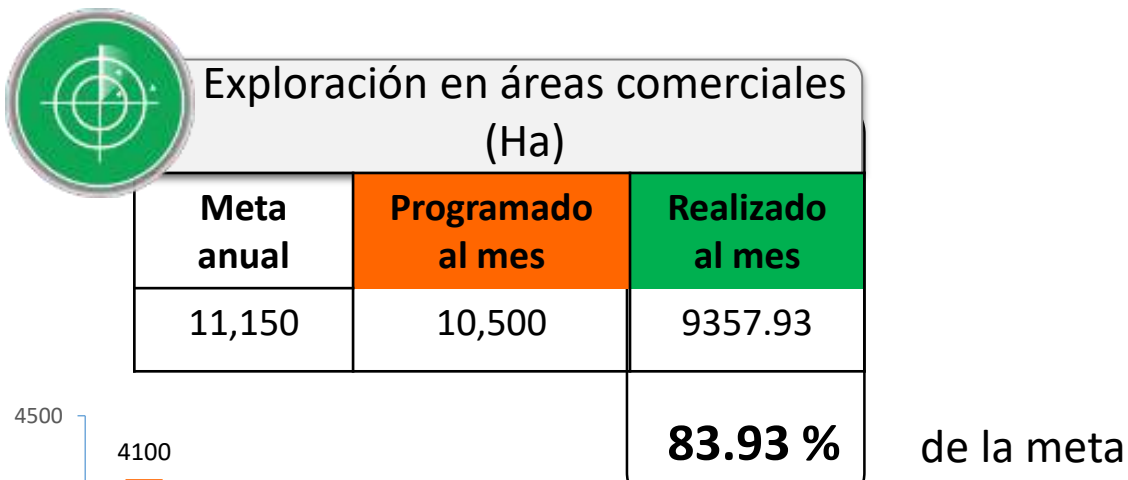 Exploración en áreas comerciales
(Ha)
Meta anual Programado al mes Realizado al mes
11,150 10,500 9357.93
83.93 % de la meta
4500
4100